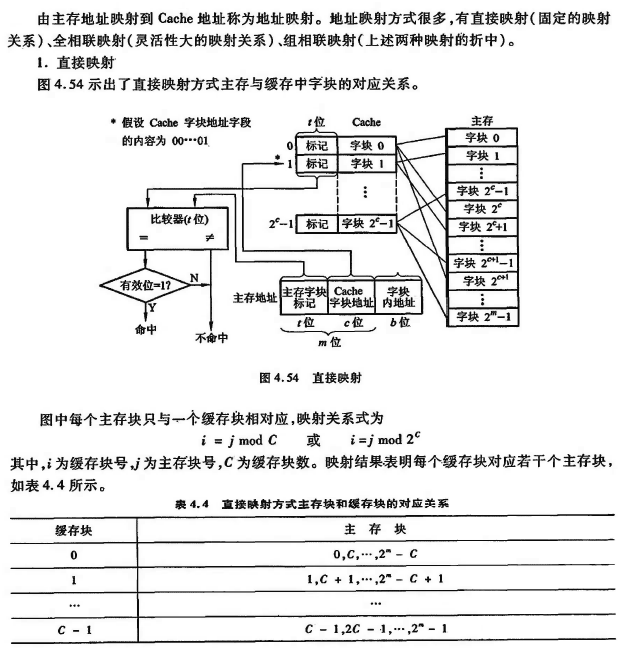 由主存地址映射到 Cache 地址称为地址映射。地址映射方式很多,有直接映射(固定的映射
关系)、全相联映射(灵活性大的映射关系)、组相联映射(上述两种映射的折中)。
1. 直接映射
图 4.54 示出了直接映射方式主存与缓存中字块的对应关系。
* 假设 Cache 字块地址字段
的内容为 00…01
t位 Cache 主存
0 标记 字块 0
* 1 标记 字块 1
⋮
2^c-1 标记 字块 2^c-1
字块 0
字块 1
⋮
字块 2^c-1
字块 2^c
字块 2^c+1
⋮
字块 2^{c+1}-1
字块 2^{c+1}
⋮
字块 2^m-1
比较器(t位)
= ≠
有效位=1? N
Y
命中
不命中
主存地址 主存字块标记 Cache字块地址 字块内地址
t位 c位 b位
m位
图 4.54 直接映射
图中每个主存块只与一个缓存块相对应,映射关系式为
i = j mod C 或 i = j mod 2^C
其中,i为缓存块号,j为主存块号,C为缓存块数。映射结果表明每个缓存块对应若干个主存块,
如表 4.4 所示。
表 4.4 直接映射方式主存块和缓存块的对应关系
缓存块 主 存 块
0 0,C,…,2^m - C
1 1,C + 1,…,2^m - C + 1
… …
C - 1 C - 1,2C - 1,…,2^m - 1